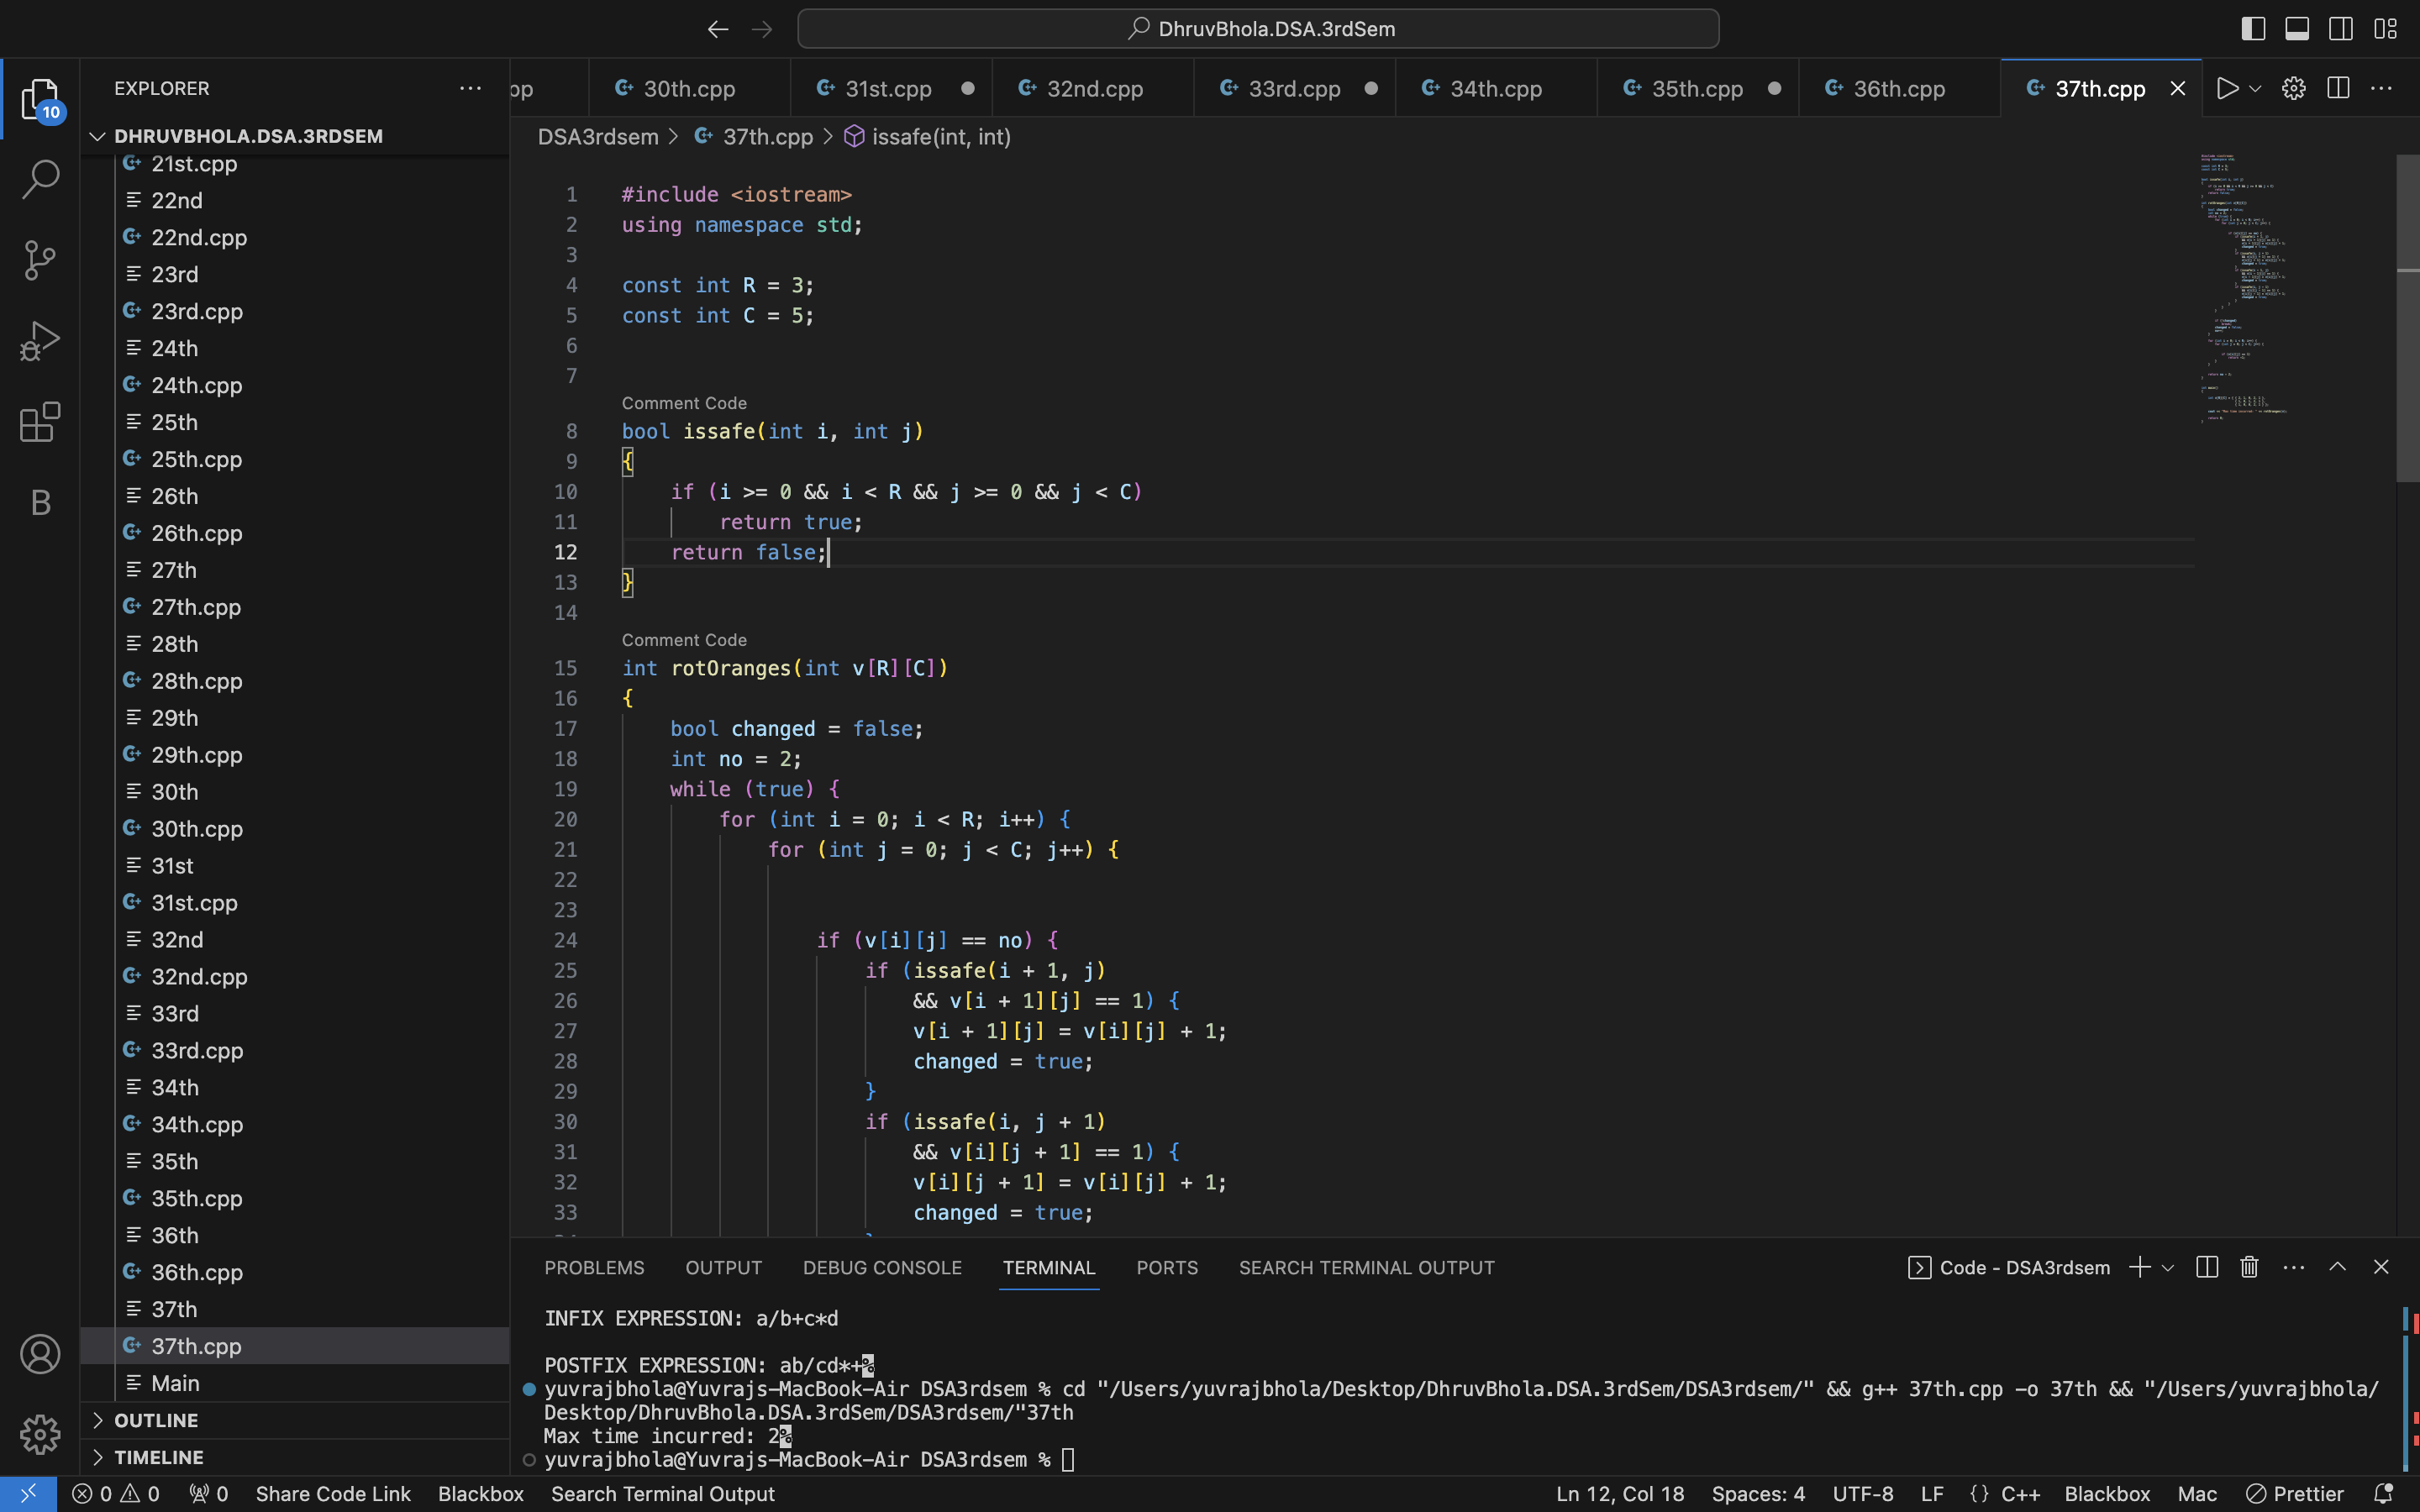 DhruvBhola.DSA.3rdSem
EXPLORER
10
DHRUVBHOLA.DSA.3RDSEM
21st.cpp
22nd
22nd.cpp
23rd
23rd.cpp
24th
24th.cpp
25th
25th.cpp
26th
26th.cpp
27th
27th.cpp
28th
28th.cpp
29th
29th.cpp
30th
30th.cpp
31st
31st.cpp
32nd
32nd.cpp
33rd
33rd.cpp
34th
34th.cpp
35th
35th.cpp
36th
36th.cpp
37th
37th.cpp
Main
OUTLINE
TIMELINE
B
pp 30th.cpp 31st.cpp 32nd.cpp 33rd.cpp 34th.cpp 35th.cpp 36th.cpp 37th.cpp
DSA3rdsem > 37th.cpp > issafe(int, int)
1 #include <iostream>
2 using namespace std;
3
4 const int R = 3;
5 const int C = 5;
6
7
Comment Code
8 bool issafe(int i, int j)
9 {
10 if (i >= 0 && i < R && j >= 0 && j < C)
11 return true;
12 return false;
13 }
14
Comment Code
15 int rotOranges(int v[R][C])
16 {
17 bool changed = false;
18 int no = 2;
19 while (true) {
20 for (int i = 0; i < R; i++) {
21 for (int j = 0; j < C; j++) {
22
23
24 if (v[i][j] == no) {
25 if (issafe(i + 1, j)
26 && v[i + 1][j] == 1) {
27 v[i + 1][j] = v[i][j] + 1;
28 changed = true;
29 }
30 if (issafe(i, j + 1)
31 && v[i][j + 1] == 1) {
32 v[i][j + 1] = v[i][j] + 1;
33 changed = true;
PROBLEMS OUTPUT DEBUG CONSOLE TERMINAL PORTS SEARCH TERMINAL OUTPUT Code - DSA3rdsem
INFIX EXPRESSION: a/b+c*d
POSTFIX EXPRESSION: ab/cd*+%
yuvrajbhola@Yuvrajs-MacBook-Air DSA3rdsem % cd "/Users/yuvrajbhola/Desktop/DhruvBhola.DSA.3rdSem/DSA3rdsem/" && g++ 37th.cpp -o 37th && "/Users/yuvrajbhola/
Desktop/DhruvBhola.DSA.3rdSem/DSA3rdsem/"37th
Max time incurred: 2%
yuvrajbhola@Yuvrajs-MacBook-Air DSA3rdsem %
0 0 0 Share Code Link Blackbox Search Terminal Output Ln 12, Col 18 Spaces: 4 UTF-8 LF {} C++ Blackbox Mac Prettier